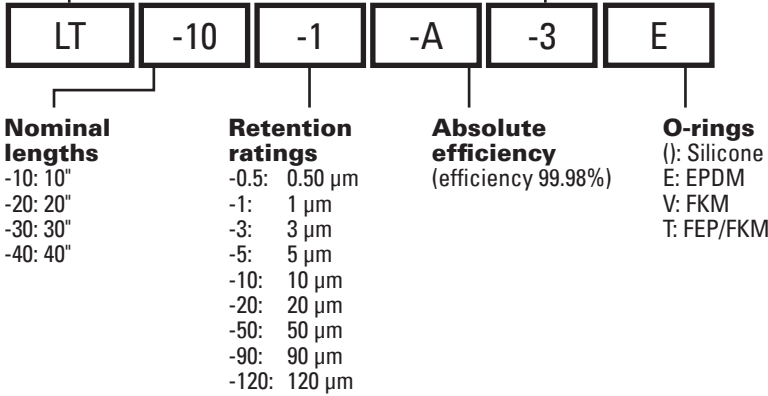 LT -10 -1 -A -3 E
Nominal
lengths
-10: 10"
-20: 20"
-30: 30"
-40: 40"
Retention
ratings
-0.5: 0.50 µm
-1: 1 µm
-3: 3 µm
-5: 5 µm
-10: 10 µm
-20: 20 µm
-50: 50 µm
-90: 90 µm
-120: 120 µm
Absolute
efficiency
(efficiency 99.98%)
O-rings
(): Silicone
E: EPDM
V: FKM
T: FEP/FKM